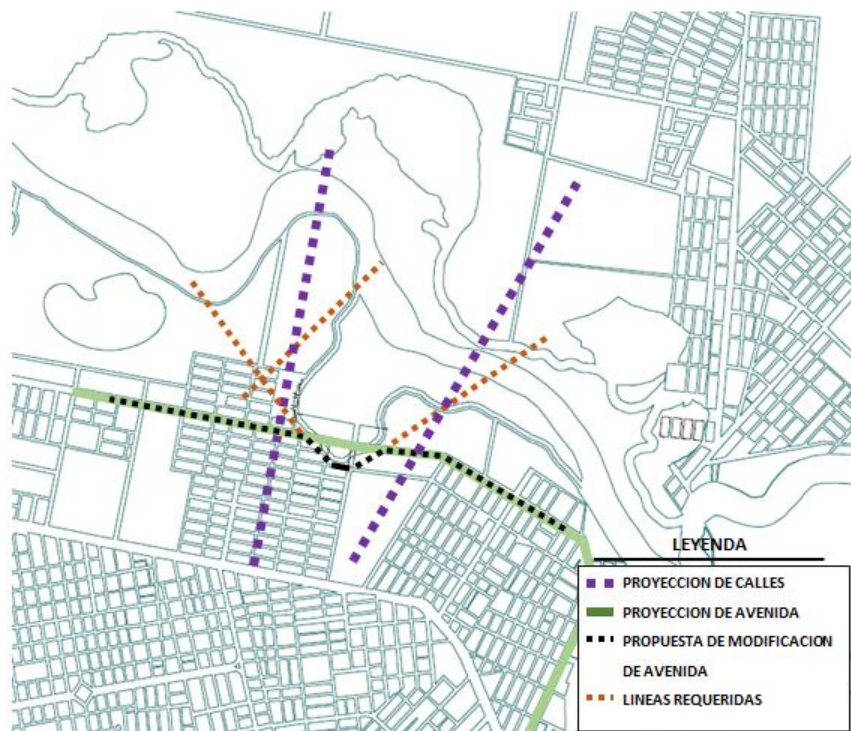 LEYENDA
PROYECCION DE CALLES
PROYECCION DE AVENIDA
PROPUESTA DE MODIFICACION
DE AVENIDA
LINEAS REQUERIDAS